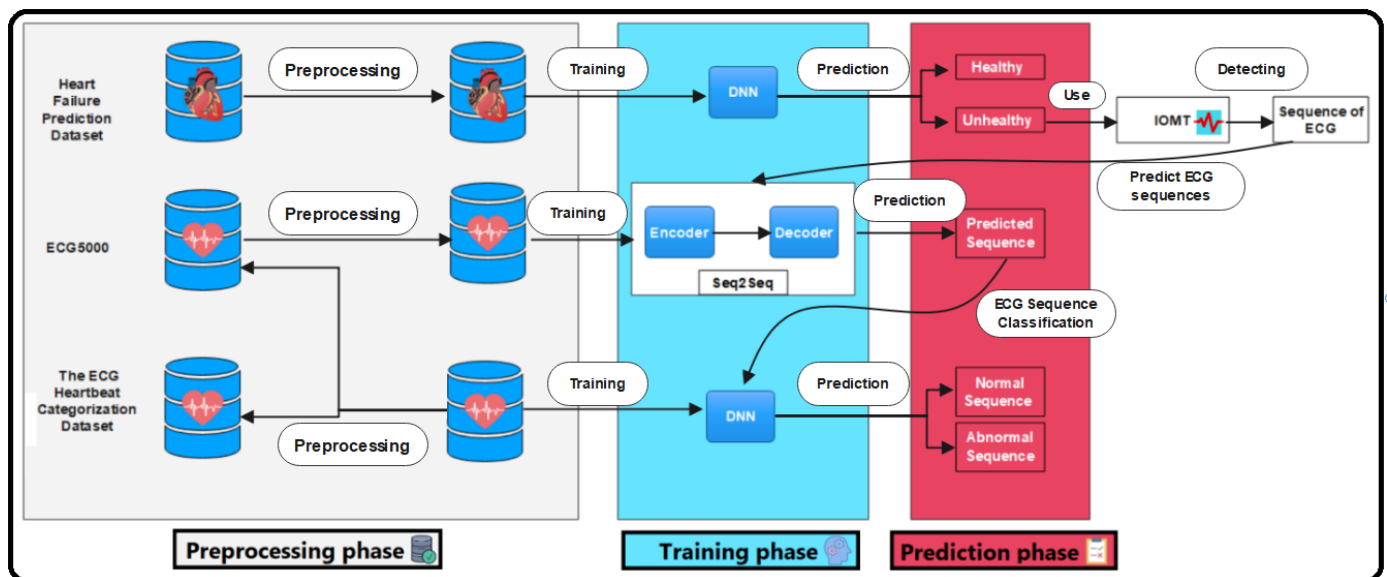 Heart
Failure
Prediction
Dataset
Preprocessing
Training
DNN
Prediction
Healthy
Unhealthy
Use
IOMT
Detecting
Sequence of
ECG
Predict ECG
sequences
ECG5000
Preprocessing
Training
Encoder
Decoder
Seq2Seq
Prediction
Predicted
Sequence
ECG Sequence
Classification
The ECG
Heartbeat
Categorization
Dataset
Preprocessing
Training
DNN
Prediction
Normal
Sequence
Abnormal
Sequence
Preprocessing phase
Training phase
Prediction phase